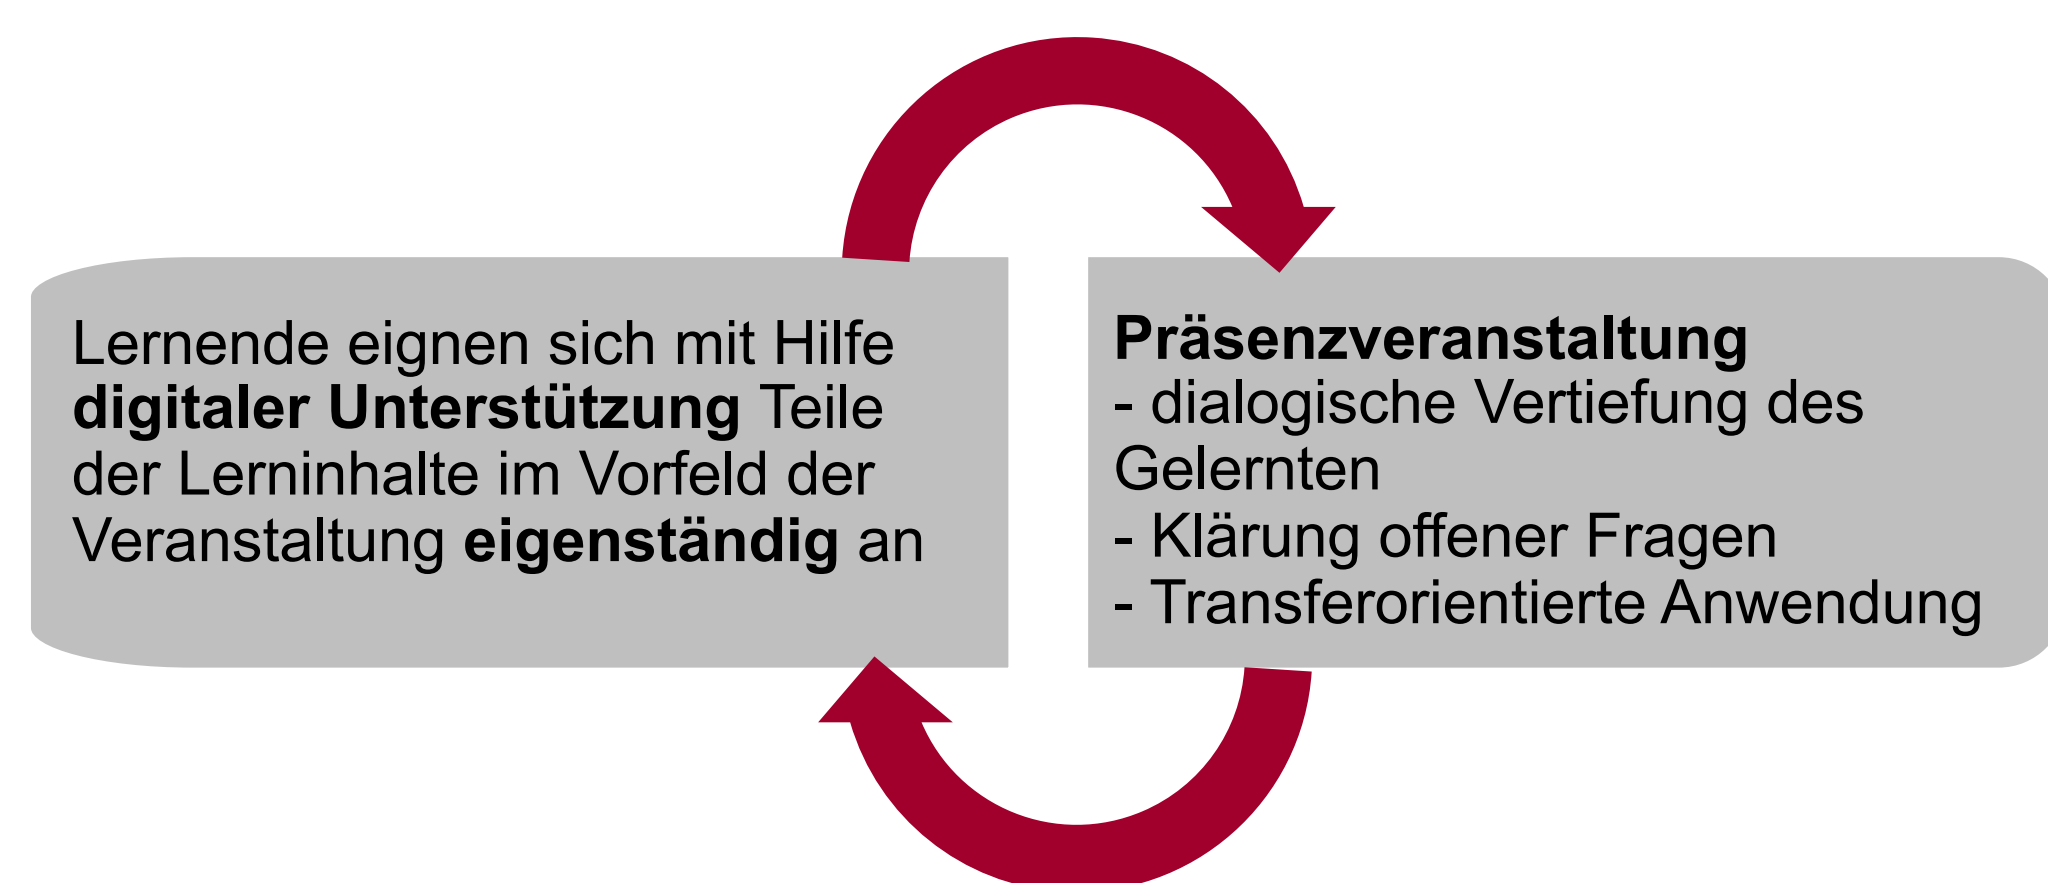 Lernende eignen sich mit Hilfe
digitaler Unterstützung Teile
der Lerninhalte im Vorfeld der
Veranstaltung eigenständig an
Präsenzveranstaltung
- dialogische Vertiefung des
Gelernten
- Klärung offener Fragen
- Transferorientierte Anwendung